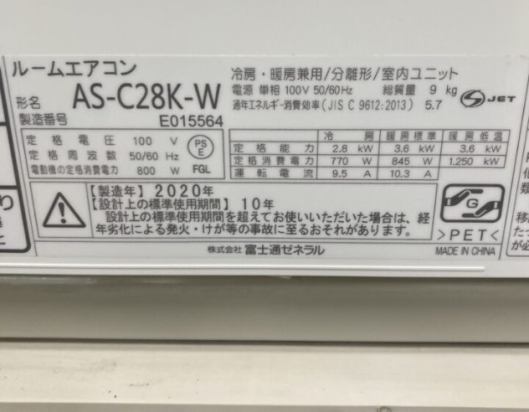 ルームエアコン
形名 AS-C28K-W
製造番号 E015564
冷房・暖房兼用/分離形/室内ユニット
電源 単相 100V 50/60Hz 総質量 9 kg
通年エネルギー消費効率(JIS C 9612:2013) 5.7
JET
定格電圧 100 V
定格周波数 50/60 Hz
電動機の定格消費電力 800 W
PS
E
FGL
冷房 暖房標準 暖房低温
定格能力 2.8 kW 3.6 kW 3.6 kW
定格消費電力 770 W 845 W 1.250 kW
運転電流 9.5 A 10.3 A
【製造年】2020年
【設計上の標準使用期間】10年
設計上の標準使用期間を超えてお使いいただいた場合は、経
年劣化による発火・けが等の事故に至るおそれがあります。
株式会社 富士通ゼネラル
G
>PET<
MADE IN CHINA